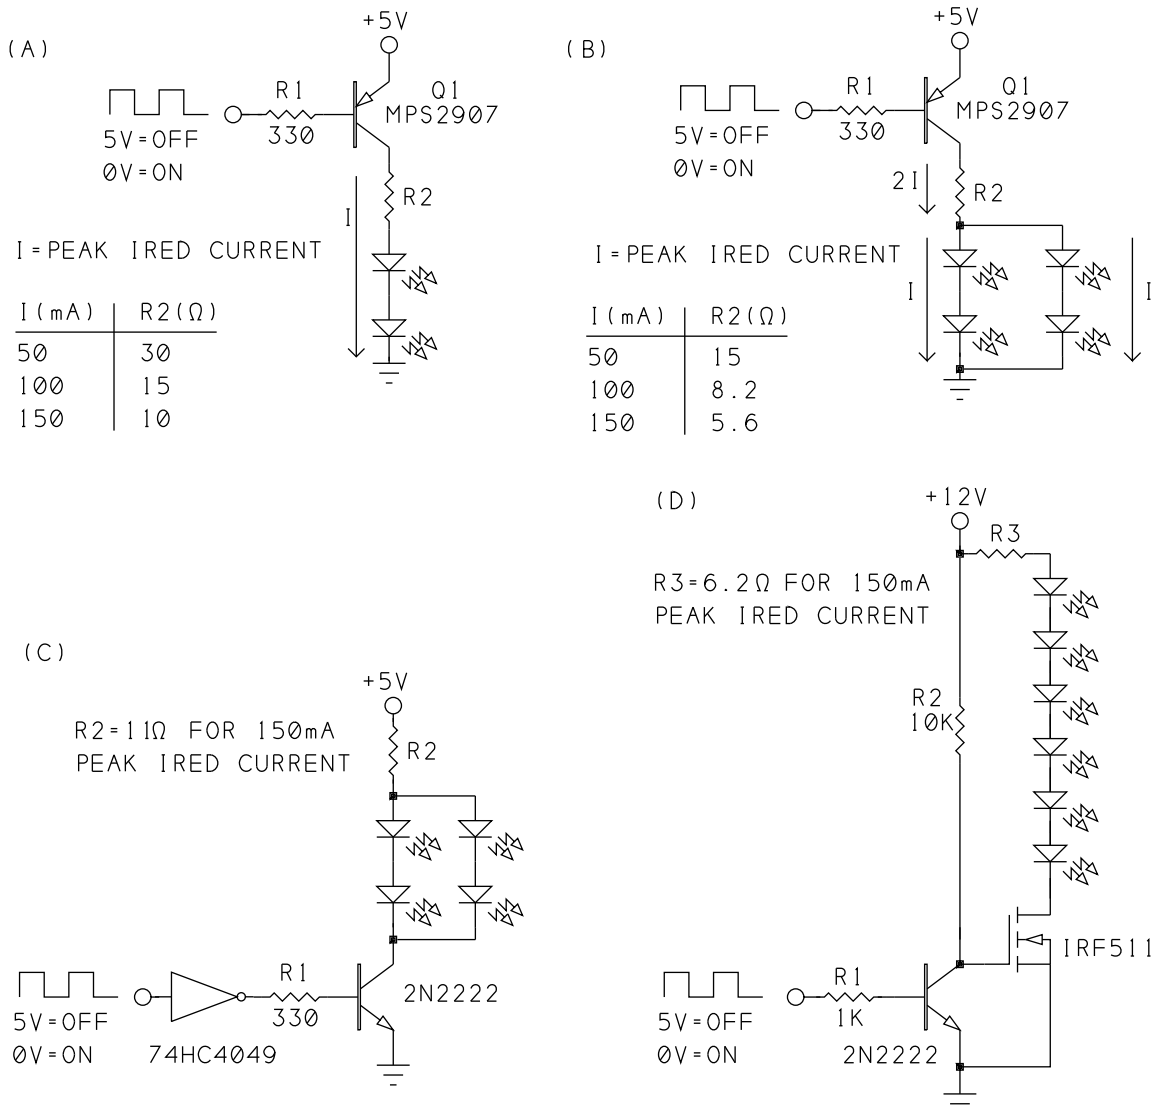 (A)
+5V
R1
330
Q1
MPS2907
5V=OFF
0V=ON
R2
I
I=PEAK IRED CURRENT
I(mA) R2(Ω)
50 30
100 15
150 10
(B)
+5V
R1
330
Q1
MPS2907
5V=OFF
0V=ON
2I
R2
I=PEAK IRED CURRENT
I
I
I(mA) R2(Ω)
50 15
100 8.2
150 5.6
(C)
+5V
R2=11Ω FOR 150mA
PEAK IRED CURRENT
R2
R1
330
2N2222
5V=OFF
0V=ON
74HC4049
(D)
+12V
R3
R3=6.2Ω FOR 150mA
PEAK IRED CURRENT
R2
10K
IRF511
R1
1K
5V=OFF
0V=ON
2N2222